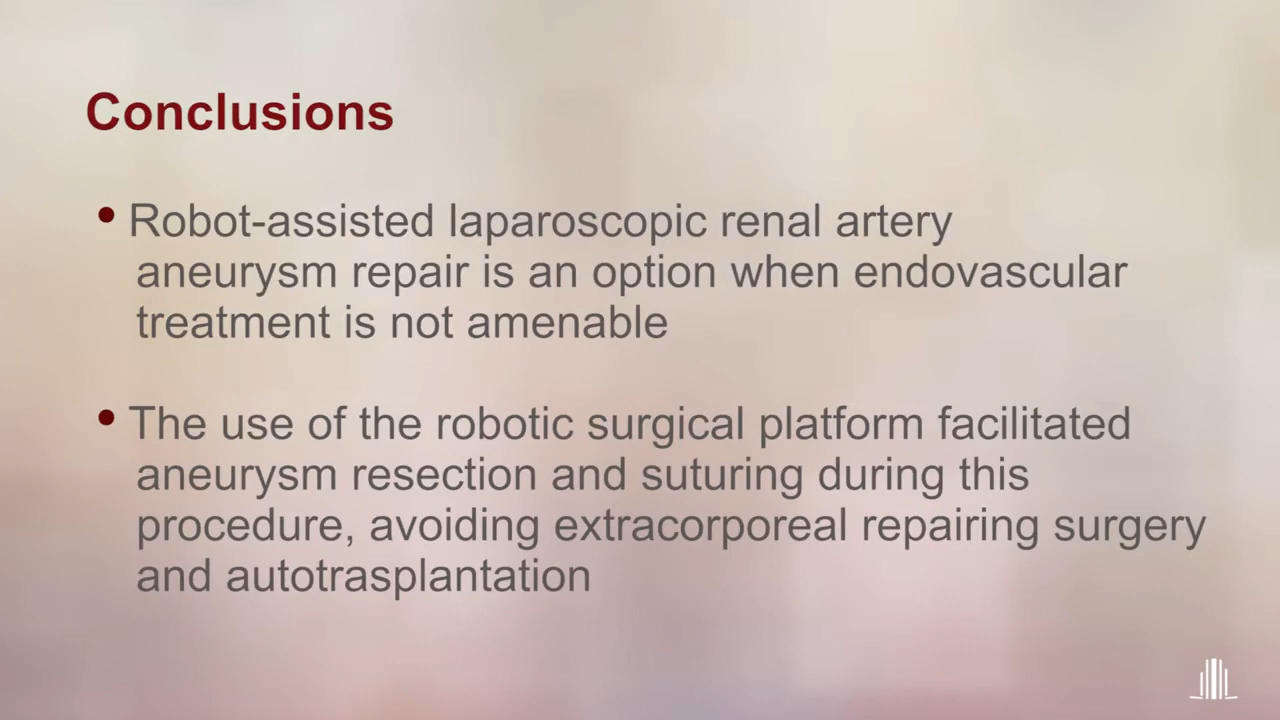 Conclusions
• Robot-assisted laparoscopic renal artery
aneurysm repair is an option when endovascular
treatment is not amenable
• The use of the robotic surgical platform facilitated
aneurysm resection and suturing during this
procedure, avoiding extracorporeal repairing surgery
and autotrasplantation